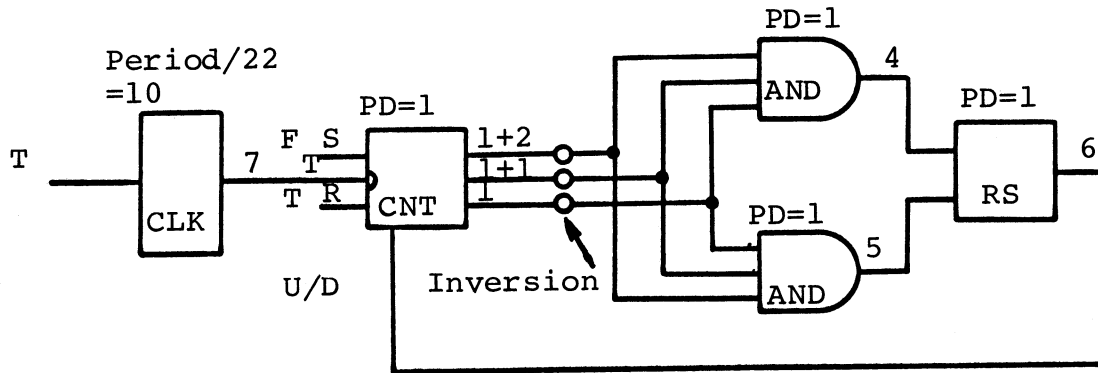 PD=1
Period/22
=10
AND
4
PD=1
PD=1
T
7
F S
T
T R
CNT
1+2
1+1
1
6
CLK
RS
PD=1
5
U/D
Inversion
AND